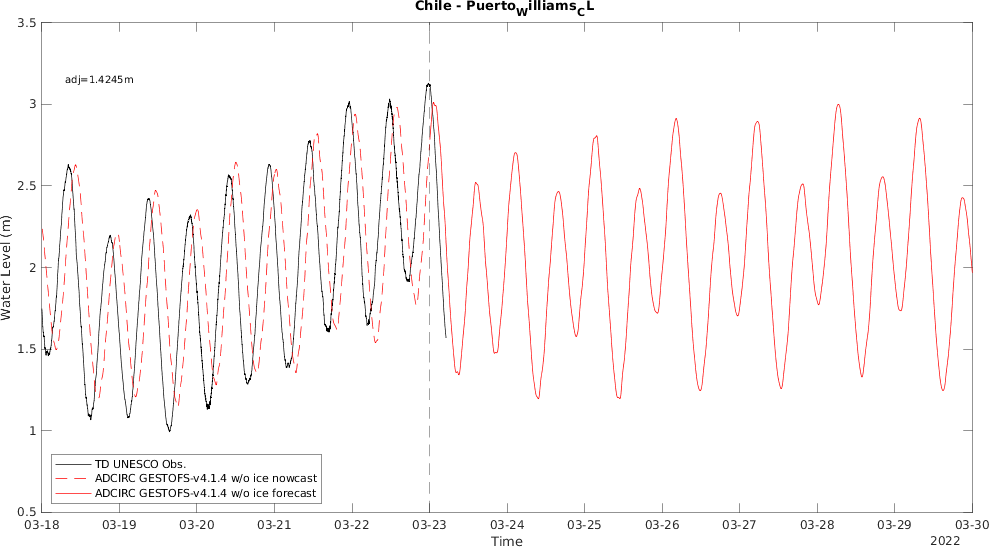 Chile - PuertoWilliamsCL
3.5
adj=1.4245m
3
2.5
2
1.5
1
0.5
Water Level (m)
TD UNESCO Obs.
ADCIRC GESTOFS-v4.1.4 w/o ice nowcast
ADCIRC GESTOFS-v4.1.4 w/o ice forecast
03-18 03-19 03-20 03-21 03-22 03-23 03-24 03-25 03-26 03-27 03-28 03-29 03-30
Time
2022